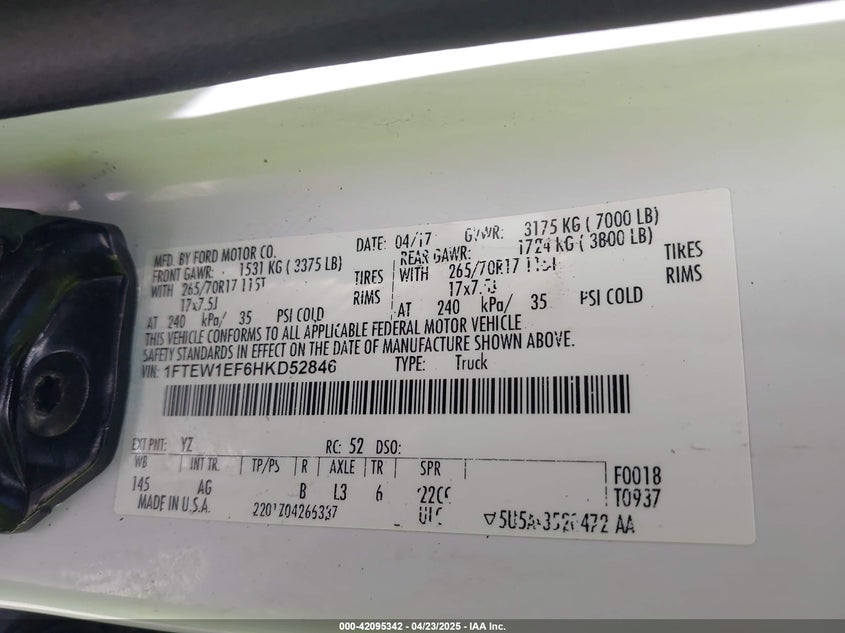 MFD. BY FORD MOTOR CO.
DATE: 04/17 GVWR: 3175 KG ( 7000 LB)
FRONT GAWR: 1531 KG ( 3375 LB)
REAR GAWR: 1724 KG ( 3800 LB)
WITH 265/70R17 115T TIRES
WITH 265/70R17 TIRES
17x7.5J RIMS
17x7.5J RIMS
AT 240 kPa/ 35 PSI COLD
AT 240 kPa/ 35 PSI COLD
THIS VEHICLE CONFORMS TO ALL APPLICABLE FEDERAL MOTOR VEHICLE
SAFETY STANDARDS IN EFFECT ON THE DATE OF MANUFACTURE SHOWN ABOVE.
VIN: 1FTEW1EF6HKD52846 TYPE: Truck
EXT PNT: YZ RC: 52 DSO:
WB INT TR. TP/PS R AXLE TR SPR
145 AG B L3 6 F0018
T0937
MADE IN U.S.A. 2201204266337 AA
000-42095342 - 04/23/2025 - IAA Inc.